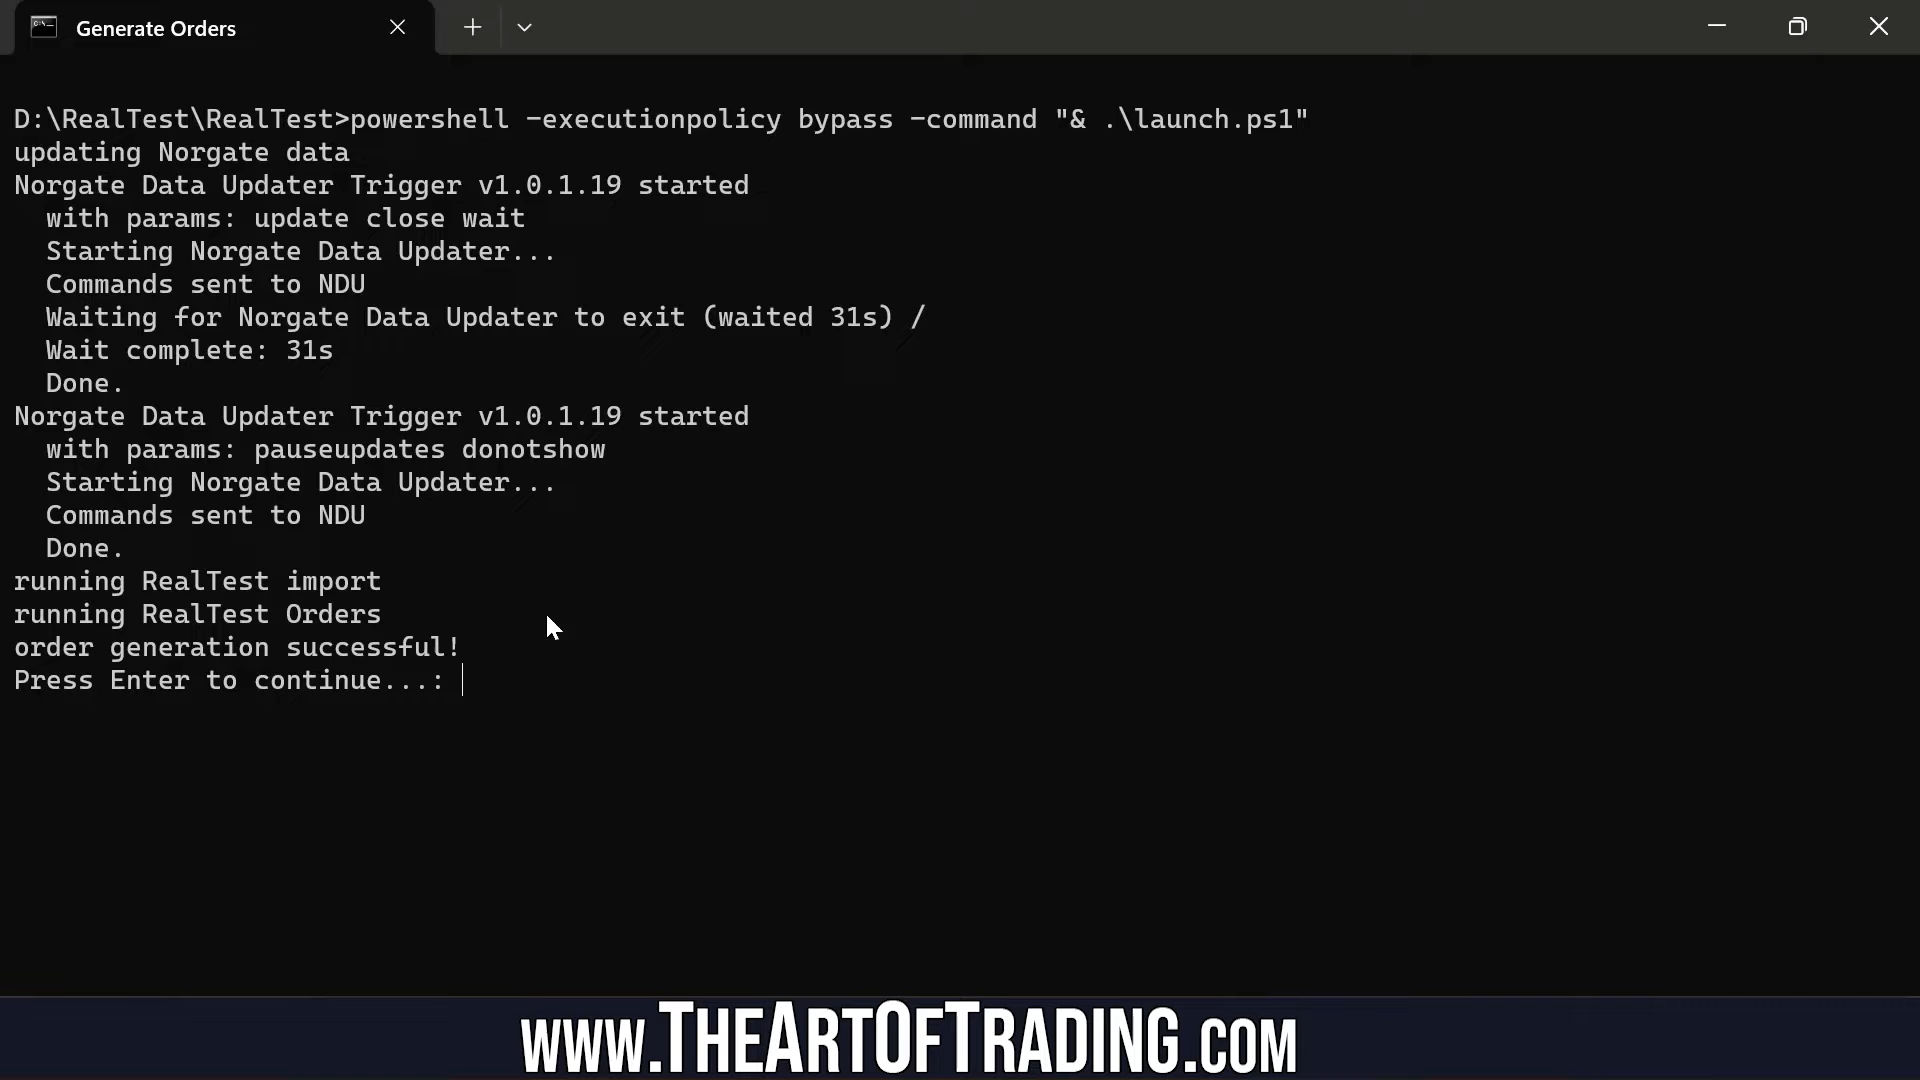 Generate Orders
D:\RealTest\RealTest>powershell -executionpolicy bypass -command "& .\launch.ps1"
updating Norgate data
Norgate Data Updater Trigger v1.0.1.19 started
  with params: update close wait
  Starting Norgate Data Updater...
  Commands sent to NDU
  Waiting for Norgate Data Updater to exit (waited 31s) /
  Wait complete: 31s
  Done.
Norgate Data Updater Trigger v1.0.1.19 started
  with params: pauseupdates donotshow
  Starting Norgate Data Updater...
  Commands sent to NDU
  Done.
running RealTest import
running RealTest Orders
order generation successful!
Press Enter to continue...:
www.TheArtOfTrading.com